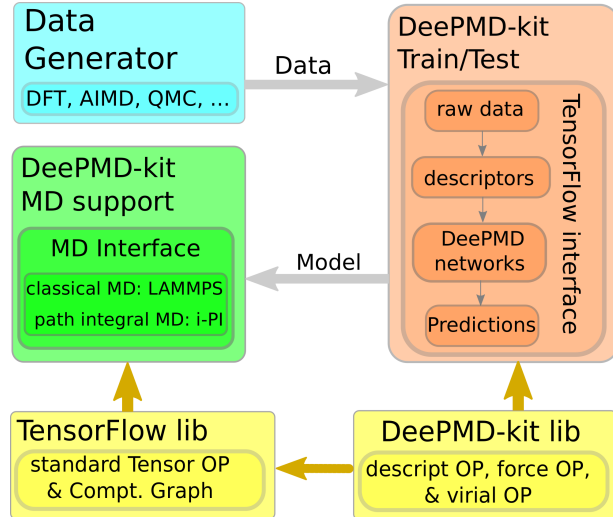 Data
Generator
DFT, AIMD, QMC, ...
Data
DeePMD-kit
Train/Test
raw data
descriptors
DeePMD
networks
Predictions
TensorFlow interface
DeePMD-kit
MD support
MD Interface
classical MD: LAMMPS
path integral MD: i-PI
Model
TensorFlow lib
standard Tensor OP
& Compt. Graph
DeePMD-kit lib
descript OP, force OP,
& virial OP